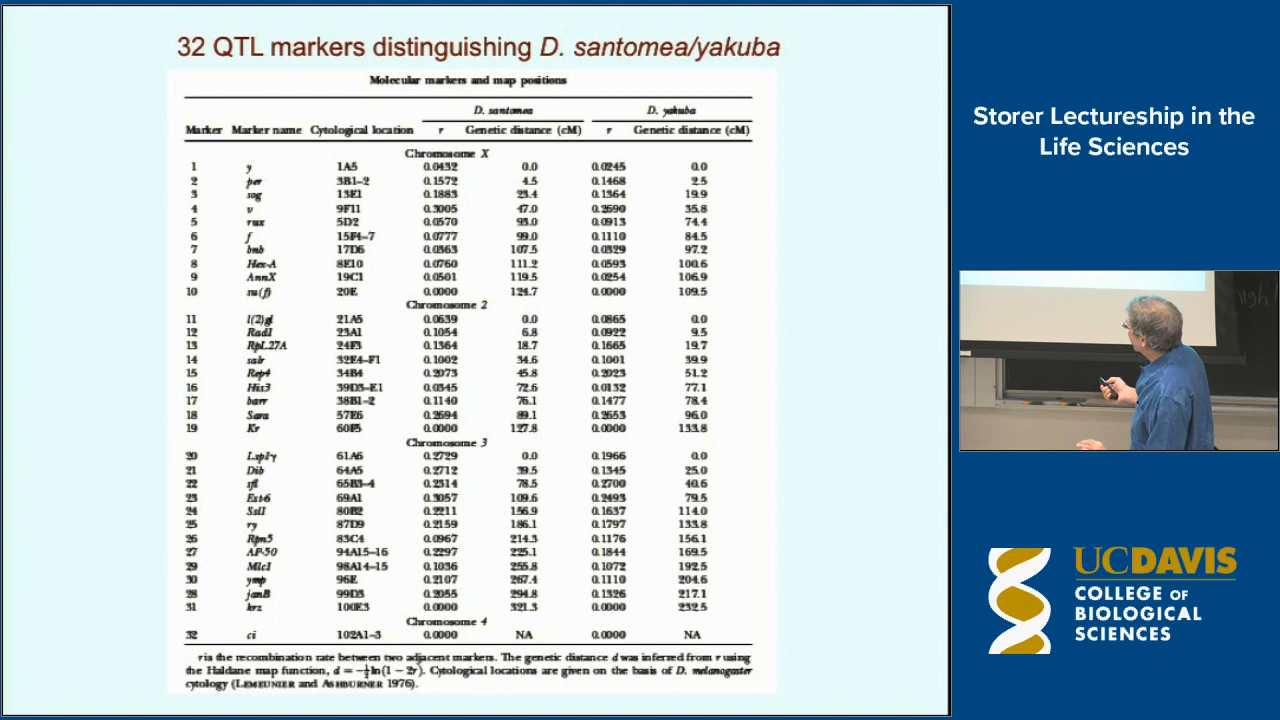 32 QTL markers distinguishing D. santomea/yakuba
Molecular markers and map positions
D. santomea D. yakuba
Marker Marker name Cytological location r Genetic distance (cM) r Genetic distance (cM)
Chromosome X
1 y 1A5 0.0432 0.0 0.0245 0.0
2 per 3B1–2 0.1572 4.5 0.1468 2.5
3 sog 13E1 0.1883 23.4 0.1364 19.9
4 v 9F11 0.3005 47.0 0.2690 35.8
5 rux 5D2 0.0570 93.0 0.0913 74.4
6 f 15F4–7 0.0777 99.0 0.1110 84.5
7 bnb 17D6 0.0363 107.5 0.0329 97.2
8 Hex-A 8E10 0.0760 111.2 0.0593 100.6
9 AnnX 19C1 0.0501 119.5 0.0254 106.9
10 su(f) 20E 0.0000 124.7 0.0000 109.5
Chromosome 2
11 l(2)gl 21A5 0.0639 0.0 0.0865 0.0
12 RadI 23A1 0.1054 6.8 0.0922 9.5
13 RpL27A 24F3 0.1364 18.7 0.1665 19.7
14 salr 32E4–F1 0.1002 34.6 0.1001 39.9
15 Rep4 34B4 0.2073 45.8 0.2023 51.2
16 His3 39D3–E1 0.0345 72.6 0.0132 77.1
17 barr 38B1–2 0.1140 76.1 0.1477 78.4
18 Sara 57E6 0.2694 89.1 0.2653 96.0
19 Kr 60F5 0.0000 127.8 0.0000 133.8
Chromosome 3
20 Lsp1γ 61A6 0.2729 0.0 0.1966 0.0
21 Dib 64A5 0.2712 39.5 0.1345 25.0
22 sfl 65B3–4 0.2314 78.5 0.2700 40.6
23 Est-6 69A1 0.3057 109.6 0.2493 79.5
24 SsII 80B2 0.2211 156.9 0.1637 114.0
25 ry 87D9 0.2159 186.1 0.1797 133.8
26 Rpn5 83C4 0.0967 214.3 0.1176 156.1
27 AP-50 94A15–16 0.2297 225.1 0.1844 169.5
29 Mlc1 98A14–15 0.1036 255.8 0.1072 192.5
30 ymp 96E 0.2107 267.4 0.1110 204.6
28 janB 99D3 0.2055 294.8 0.1326 217.1
31 krz 100E3 0.0000 321.3 0.0000 232.5
Chromosome 4
32 ci 102A1–3 0.0000 NA 0.0000 NA
r is the recombination rate between two adjacent markers. The genetic distance d was inferred from r using
the Haldane map function, d = −½ln(1 − 2r). Cytological locations are given on the basis of D. melanogaster
cytology (LEMEUNIER and ASHBURNER 1976).
Storer Lectureship in the
Life Sciences
high
UCDAVIS
COLLEGE OF
BIOLOGICAL
SCIENCES